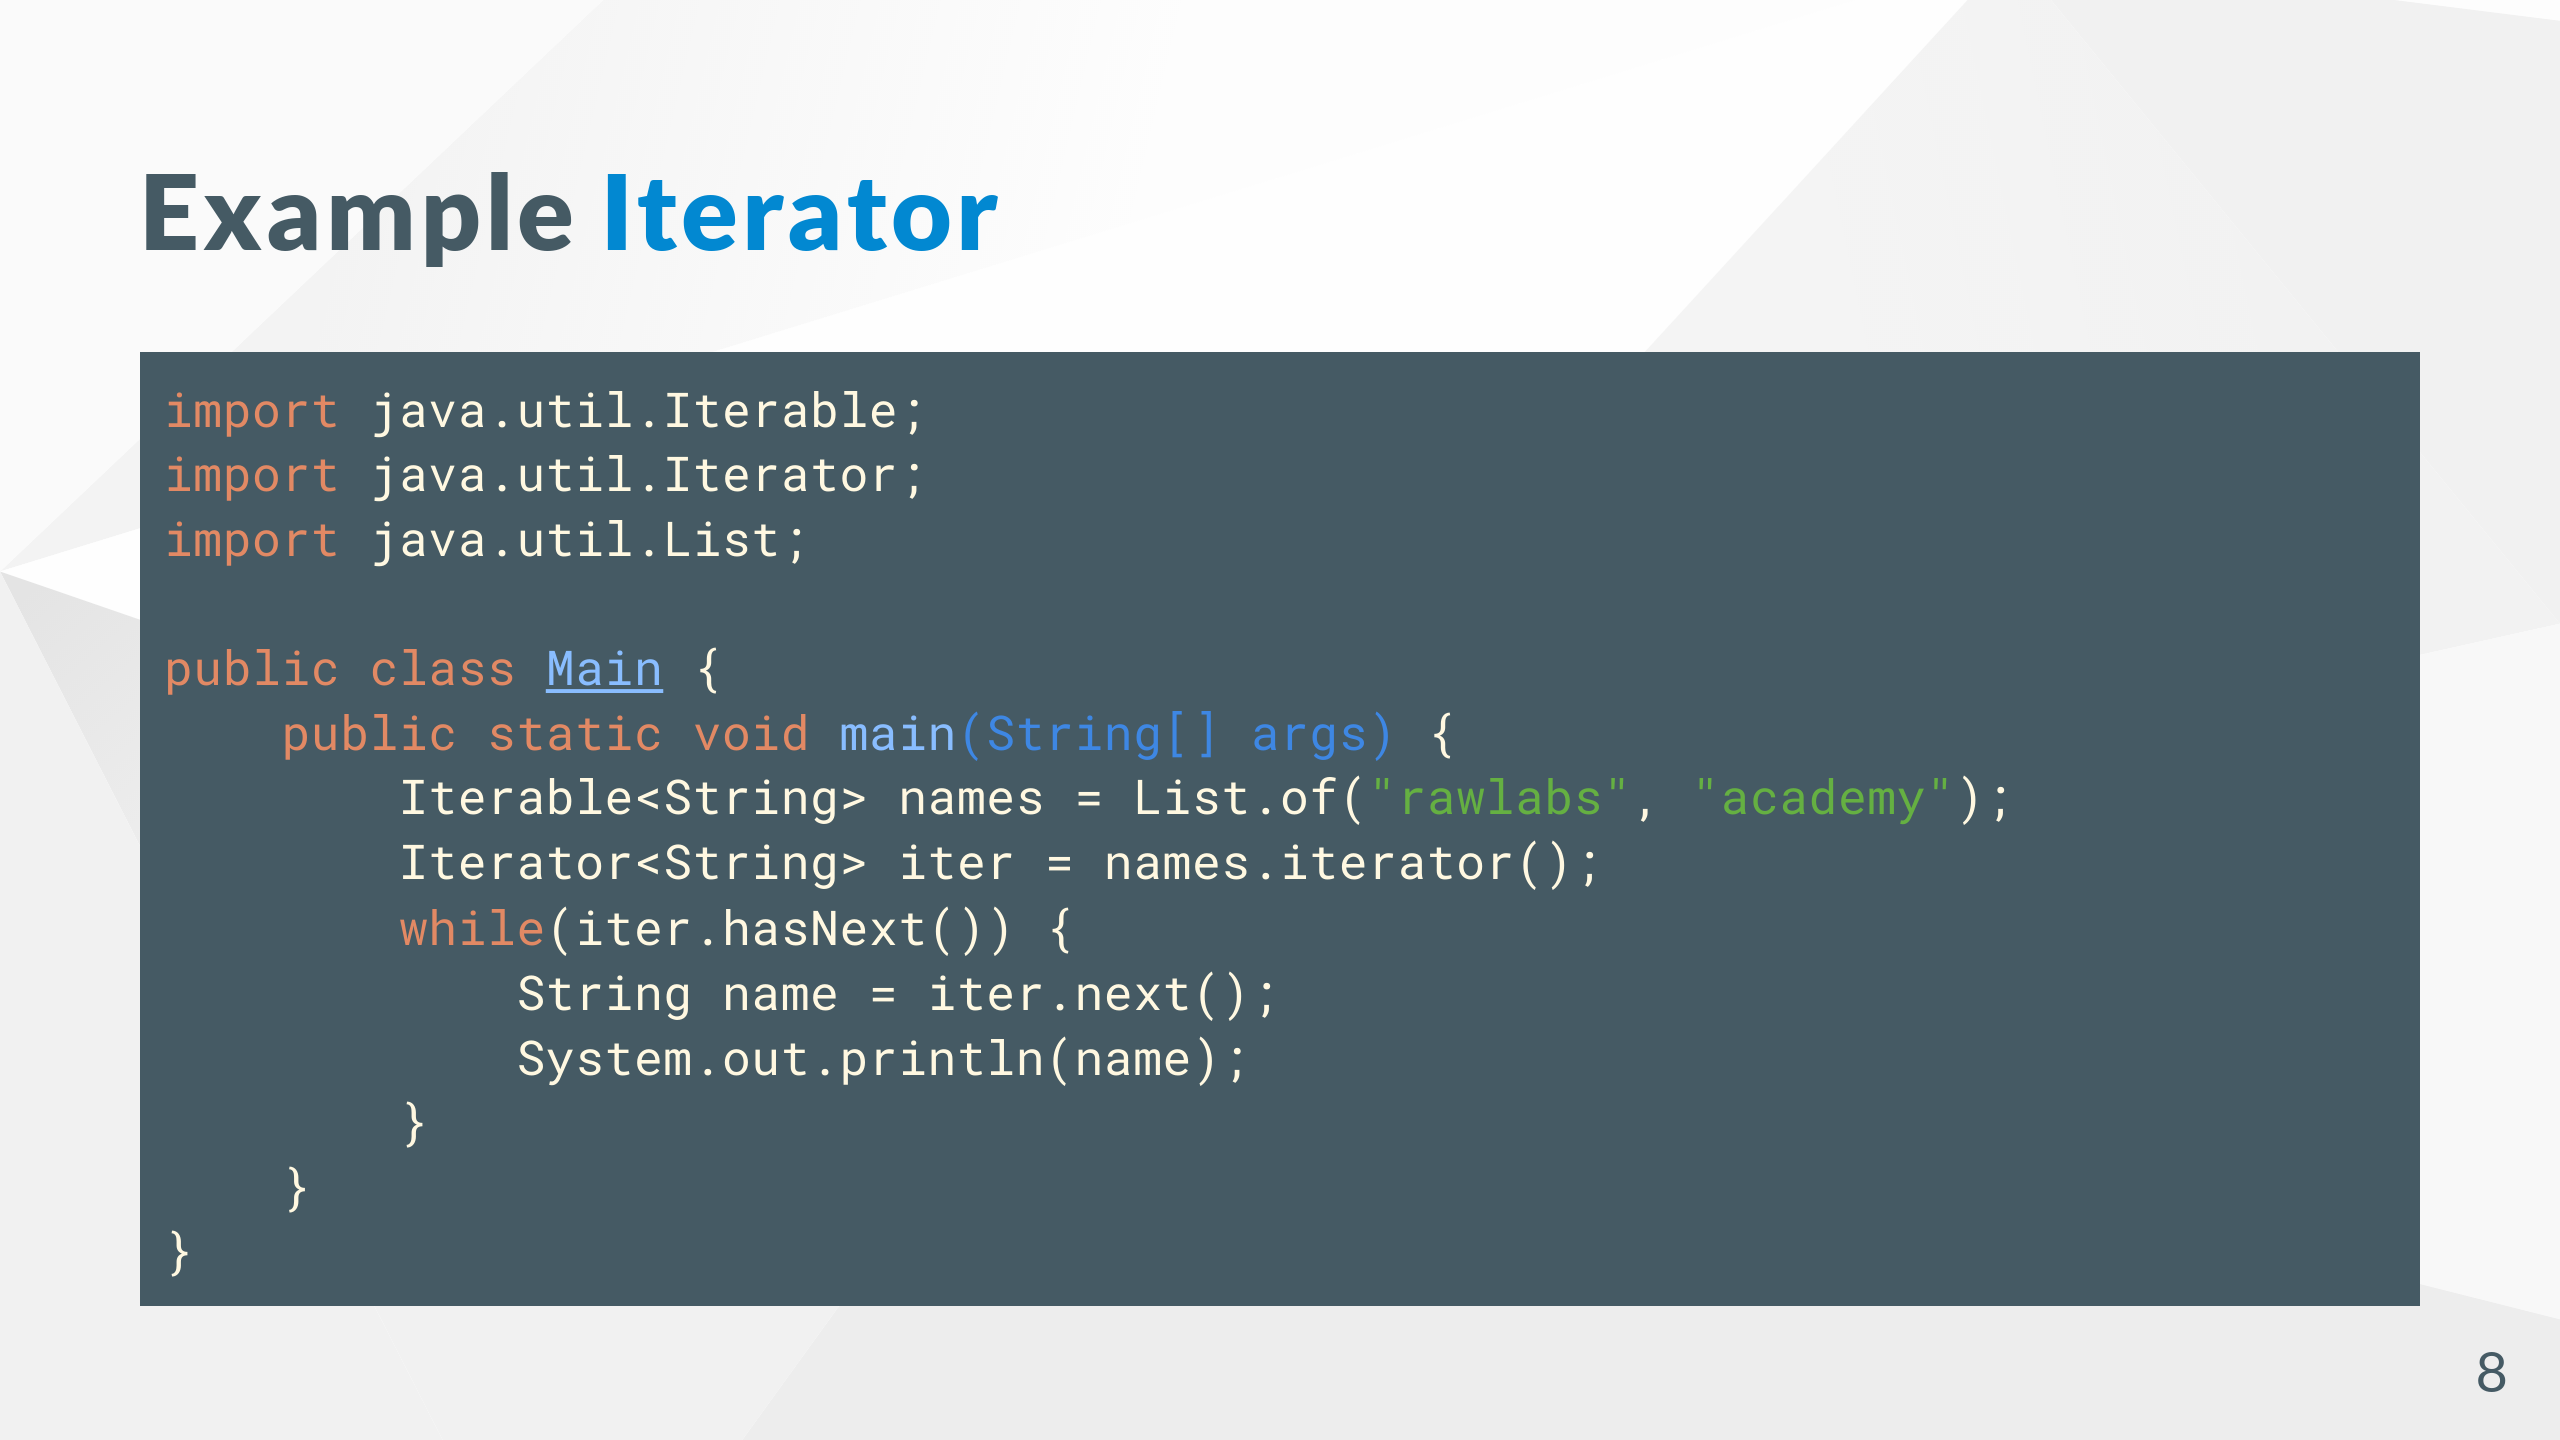 Example Iterator
import java.util.Iterable;
import java.util.Iterator;
import java.util.List;
public class Main {
    public static void main(String[] args) {
        Iterable<String> names = List.of("rawlabs", "academy");
        Iterator<String> iter = names.iterator();
        while(iter.hasNext()) {
            String name = iter.next();
            System.out.println(name);
        }
    }
}
8